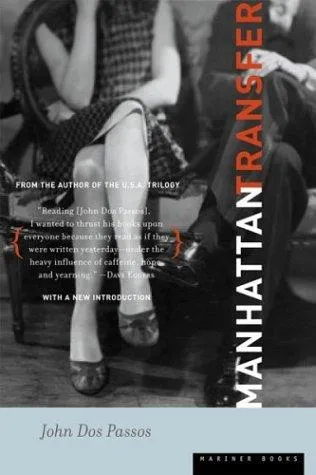 MANHATTAN TRANSFER
FROM THE AUTHOR OF THE U.S.A. TRILOGY
"Reading [John Dos Passos],
I wanted to thrust his books upon
{ everyone because they read as if they }
were written yesterday—under the
heavy influence of caffeine, hope
and yearning."—DAVE EGGERS
WITH A NEW INTRODUCTION
John Dos Passos
MARINER BOOKS